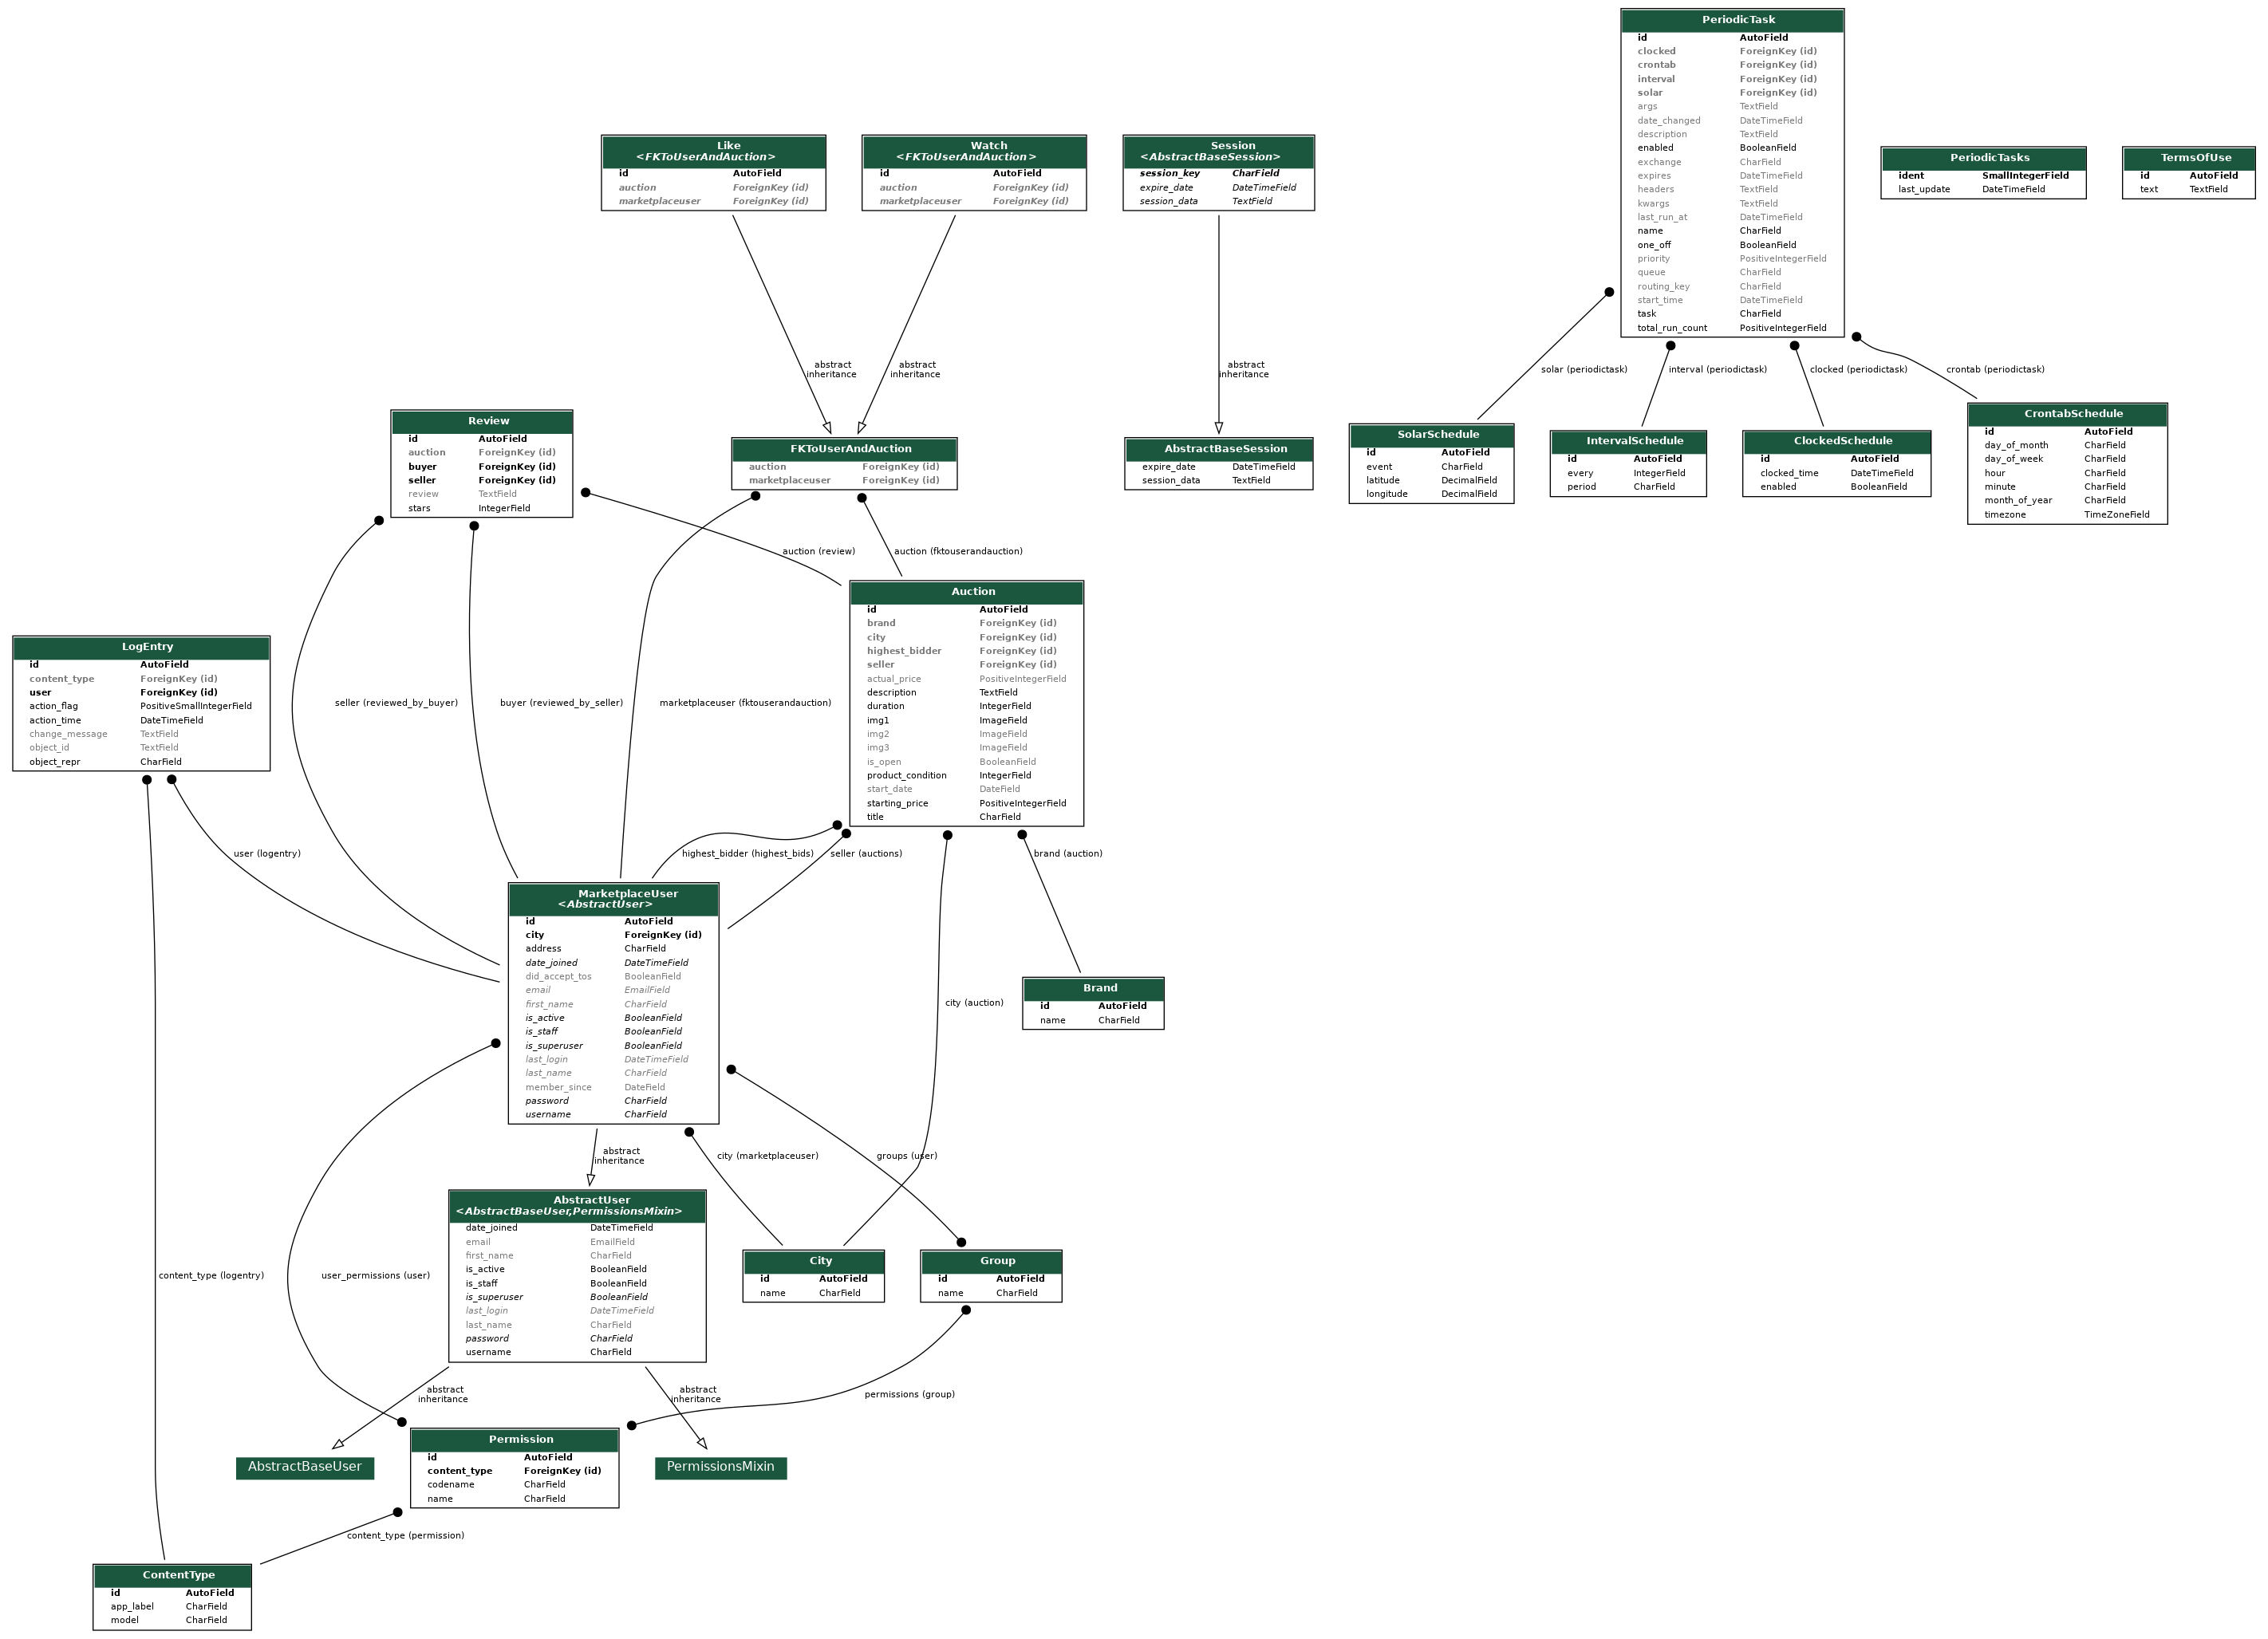 PeriodicTask
id AutoField
clocked ForeignKey (id)
crontab ForeignKey (id)
interval ForeignKey (id)
solar ForeignKey (id)
args TextField
date_changed DateTimeField
description TextField
enabled BooleanField
exchange CharField
expires DateTimeField
headers TextField
kwargs TextField
last_run_at DateTimeField
name CharField
one_off BooleanField
priority PositiveIntegerField
queue CharField
routing_key CharField
start_time DateTimeField
task CharField
total_run_count PositiveIntegerField
Like
<FKToUserAndAuction>
id AutoField
auction ForeignKey (id)
marketplaceuser ForeignKey (id)
Watch
<FKToUserAndAuction>
id AutoField
auction ForeignKey (id)
marketplaceuser ForeignKey (id)
Session
<AbstractBaseSession>
session_key CharField
expire_date DateTimeField
session_data TextField
PeriodicTasks
ident SmallIntegerField
last_update DateTimeField
TermsOfUse
id AutoField
text TextField
abstract
inheritance
abstract
inheritance
abstract
inheritance
solar (periodictask)
interval (periodictask)
clocked (periodictask)
crontab (periodictask)
Review
id AutoField
auction ForeignKey (id)
buyer ForeignKey (id)
seller ForeignKey (id)
review TextField
stars IntegerField
FKToUserAndAuction
auction ForeignKey (id)
marketplaceuser ForeignKey (id)
AbstractBaseSession
expire_date DateTimeField
session_data TextField
SolarSchedule
id AutoField
event CharField
latitude DecimalField
longitude DecimalField
IntervalSchedule
id AutoField
every IntegerField
period CharField
ClockedSchedule
id AutoField
clocked_time DateTimeField
enabled BooleanField
CrontabSchedule
id AutoField
day_of_month CharField
day_of_week CharField
hour CharField
minute CharField
month_of_year CharField
timezone TimeZoneField
auction (review)
auction (fktouserandauction)
Auction
id AutoField
brand ForeignKey (id)
city ForeignKey (id)
highest_bidder ForeignKey (id)
seller ForeignKey (id)
actual_price PositiveIntegerField
description TextField
duration IntegerField
img1 ImageField
img2 ImageField
img3 ImageField
is_open BooleanField
product_condition IntegerField
start_date DateField
starting_price PositiveIntegerField
title CharField
LogEntry
id AutoField
content_type ForeignKey (id)
user ForeignKey (id)
action_flag PositiveSmallIntegerField
action_time DateTimeField
change_message TextField
object_id TextField
object_repr CharField
seller (reviewed_by_buyer)
buyer (reviewed_by_seller)
marketplaceuser (fktouserandauction)
user (logentry)
highest_bidder (highest_bids)
seller (auctions)
brand (auction)
MarketplaceUser
<AbstractUser>
id AutoField
city ForeignKey (id)
address CharField
date_joined DateTimeField
did_accept_tos BooleanField
email EmailField
first_name CharField
is_active BooleanField
is_staff BooleanField
is_superuser BooleanField
last_login DateTimeField
last_name CharField
member_since DateField
password CharField
username CharField
city (auction)
Brand
id AutoField
name CharField
abstract
inheritance
city (marketplaceuser)
groups (user)
AbstractUser
<AbstractBaseUser,PermissionsMixin>
date_joined DateTimeField
email EmailField
first_name CharField
is_active BooleanField
is_staff BooleanField
is_superuser BooleanField
last_login DateTimeField
last_name CharField
password CharField
username CharField
City
id AutoField
name CharField
Group
id AutoField
name CharField
content_type (logentry)
user_permissions (user)
abstract
inheritance
abstract
inheritance
permissions (group)
AbstractBaseUser
Permission
id AutoField
content_type ForeignKey (id)
codename CharField
name CharField
PermissionsMixin
content_type (permission)
ContentType
id AutoField
app_label CharField
model CharField